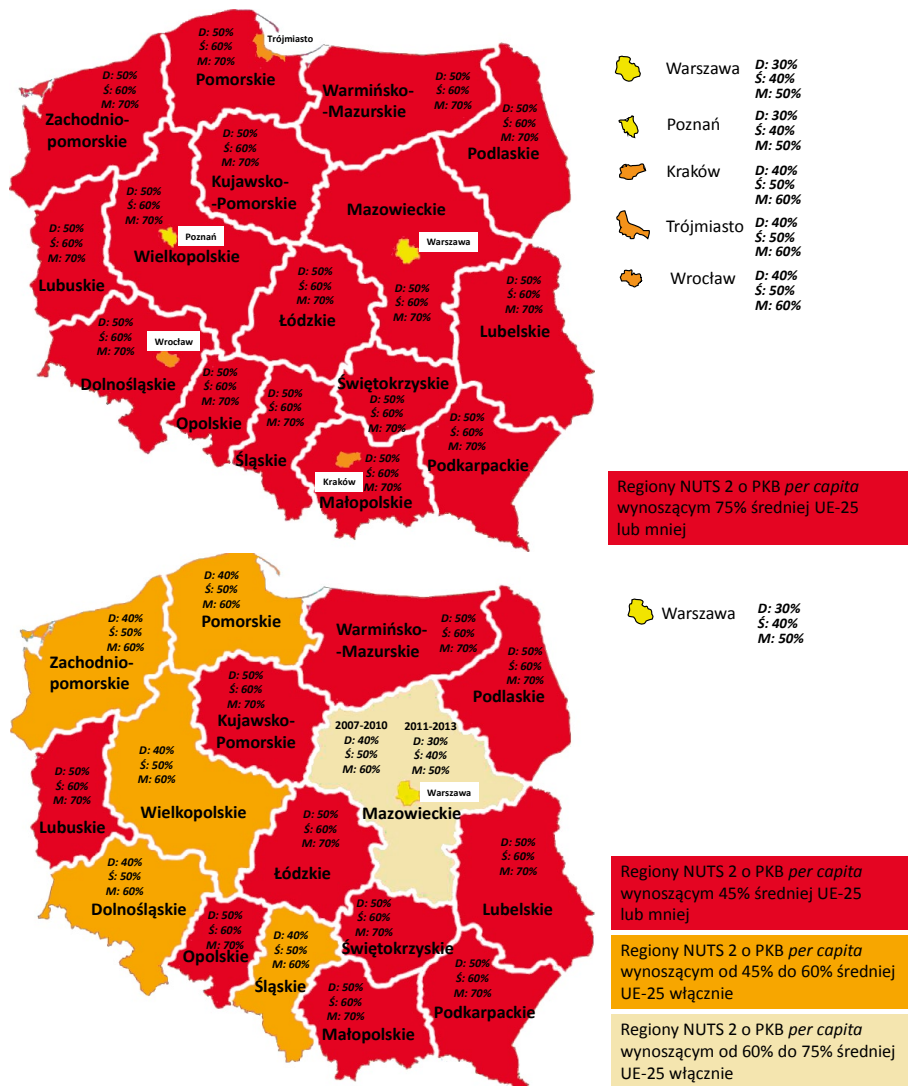 Trójmiasto
D: 50%
Ś: 60%
M: 70%
Pomorskie
D: 50%
Ś: 60%
M: 70%
Zachodnio-
pomorskie
D: 50%
Ś: 60%
M: 70%
Warmińsko-
-Mazurskie
D: 50%
Ś: 60%
M: 70%
Podlaskie
D: 50%
Ś: 60%
M: 70%
Kujawsko-
-Pomorskie
D: 50%
Ś: 60%
M: 70%
Poznań
Wielkopolskie
Mazowieckie
Warszawa
D: 50%
Ś: 60%
M: 70%
D: 50%
Ś: 60%
M: 70%
Lubuskie
D: 50%
Ś: 60%
M: 70%
Łódzkie
D: 50%
Ś: 60%
M: 70%
Lubelskie
D: 50%
Ś: 60%
M: 70%
Wrocław
Dolnośląskie
D: 50%
Ś: 60%
M: 70%
Opolskie
D: 50%
Ś: 60%
M: 70%
Śląskie
Świętokrzyskie
D: 50%
Ś: 60%
M: 70%
D: 50%
Ś: 60%
M: 70%
Kraków
Małopolskie
D: 50%
Ś: 60%
M: 70%
Podkarpackie
Warszawa
D: 30%
Ś: 40%
M: 50%
Poznań
D: 30%
Ś: 40%
M: 50%
Kraków
D: 40%
Ś: 50%
M: 60%
Trójmiasto
D: 40%
Ś: 50%
M: 60%
Wrocław
D: 40%
Ś: 50%
M: 60%
Regiony NUTS 2 o PKB per capita
wynoszącym 75% średniej UE-25
lub mniej
D: 40%
Ś: 50%
M: 60%
Pomorskie
D: 40%
Ś: 50%
M: 60%
Zachodnio-
pomorskie
D: 50%
Ś: 60%
M: 70%
Warmińsko-
-Mazurskie
D: 50%
Ś: 60%
M: 70%
Podlaskie
D: 50%
Ś: 60%
M: 70%
Kujawsko-
Pomorskie
2007-2010
D: 40%
Ś: 50%
M: 60%
2011-2013
D: 30%
Ś: 40%
M: 50%
Warszawa
Mazowieckie
D: 40%
Ś: 50%
M: 60%
Wielkopolskie
D: 50%
Ś: 60%
M: 70%
Lubuskie
D: 50%
Ś: 60%
M: 70%
Łódzkie
D: 50%
Ś: 60%
M: 70%
Lubelskie
D: 40%
Ś: 50%
M: 60%
Dolnośląskie
D: 50%
Ś: 60%
M: 70%
Opolskie
D: 40%
Ś: 50%
M: 60%
Śląskie
D: 50%
Ś: 60%
M: 70%
Świętokrzyskie
D: 50%
Ś: 60%
M: 70%
Małopolskie
D: 50%
Ś: 60%
M: 70%
Podkarpackie
Warszawa
D: 30%
Ś: 40%
M: 50%
Regiony NUTS 2 o PKB per capita
wynoszącym 45% średniej UE-25
lub mniej
Regiony NUTS 2 o PKB per capita
wynoszącym od 45% do 60% średniej
UE-25 włącznie
Regiony NUTS 2 o PKB per capita
wynoszącym od 60% do 75% średniej
UE-25 włącznie